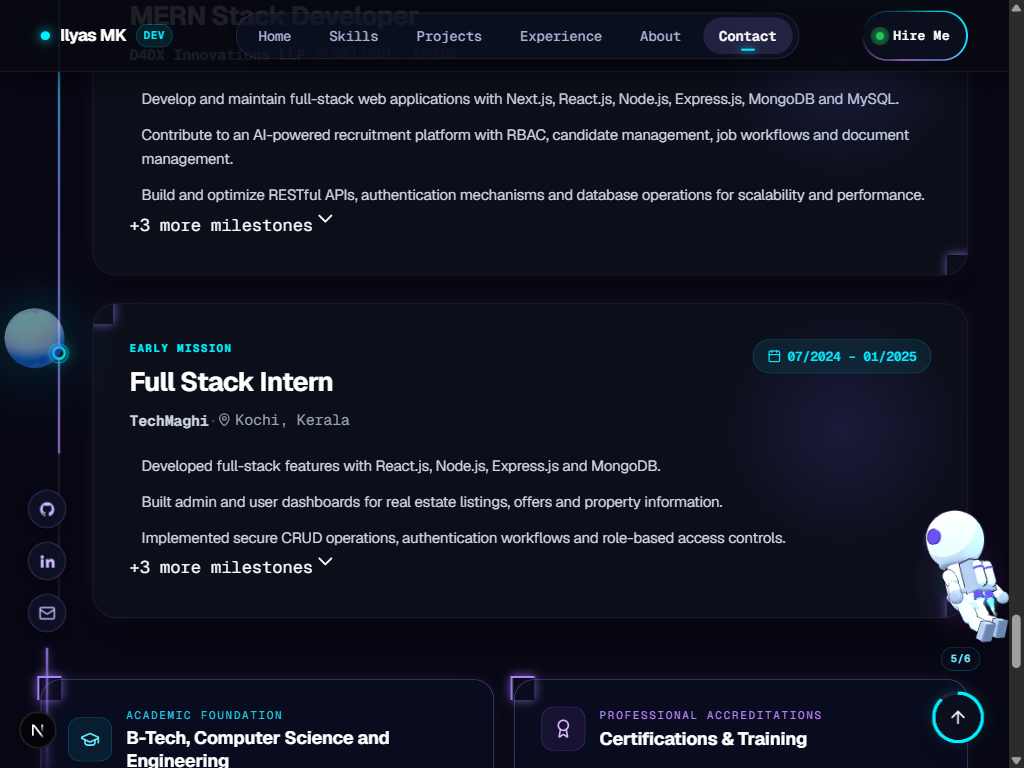 MERN Stack Developer
Ilyas MK
DEV
Home
Skills
Projects
Experience
About
Contact
Hire Me
D4DX Innovations LLP
Calicut, India
Develop and maintain full-stack web applications with Next.js, React.js, Node.js, Express.js, MongoDB and MySQL.
Contribute to an AI-powered recruitment platform with RBAC, candidate management, job workflows and document
management.
Build and optimize RESTful APIs, authentication mechanisms and database operations for scalability and performance.
+3 more milestones
EARLY MISSION
07/2024 – 01/2025
Full Stack Intern
TechMaghi · Kochi, Kerala
Developed full-stack features with React.js, Node.js, Express.js and MongoDB.
Built admin and user dashboards for real estate listings, offers and property information.
Implemented secure CRUD operations, authentication workflows and role-based access controls.
+3 more milestones
in
5/6
ACADEMIC FOUNDATION
B-Tech, Computer Science and
Engineering
PROFESSIONAL ACCREDITATIONS
Certifications & Training
N